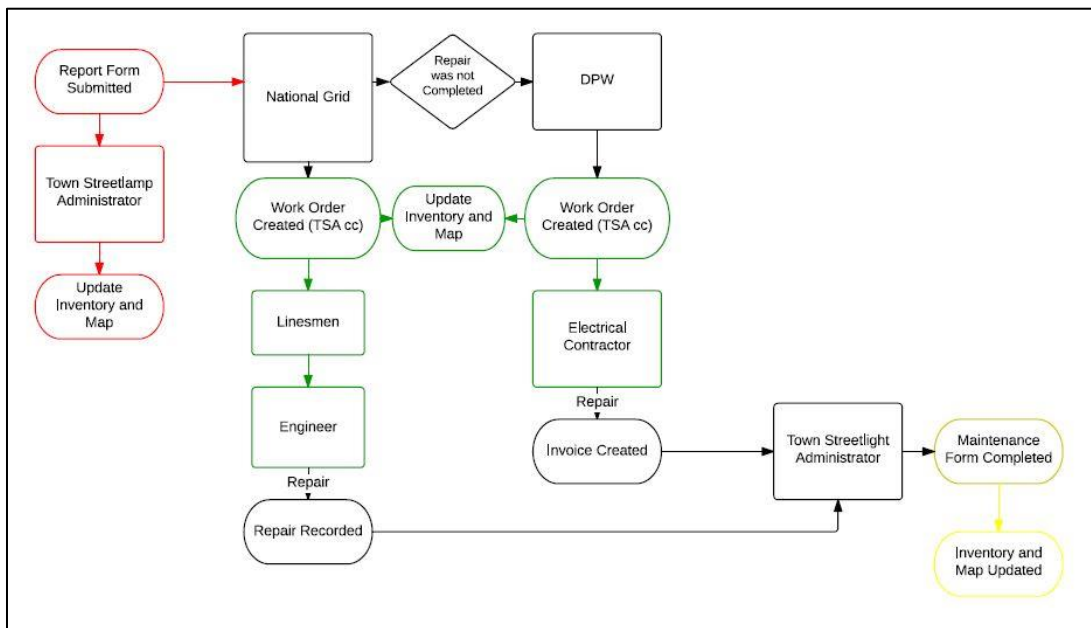 Report Form
Submitted
National Grid
Repair
was not
Completed
DPW
Town Streetlamp
Administrator
Update
Inventory and
Map
Work Order
Created (TSA cc)
Update
Inventory and
Map
Work Order
Created (TSA cc)
Linesmen
Electrical
Contractor
Engineer
Repair
Repair Recorded
Repair
Invoice Created
Town Streetlight
Administrator
Maintenance
Form Completed
Inventory and
Map Updated